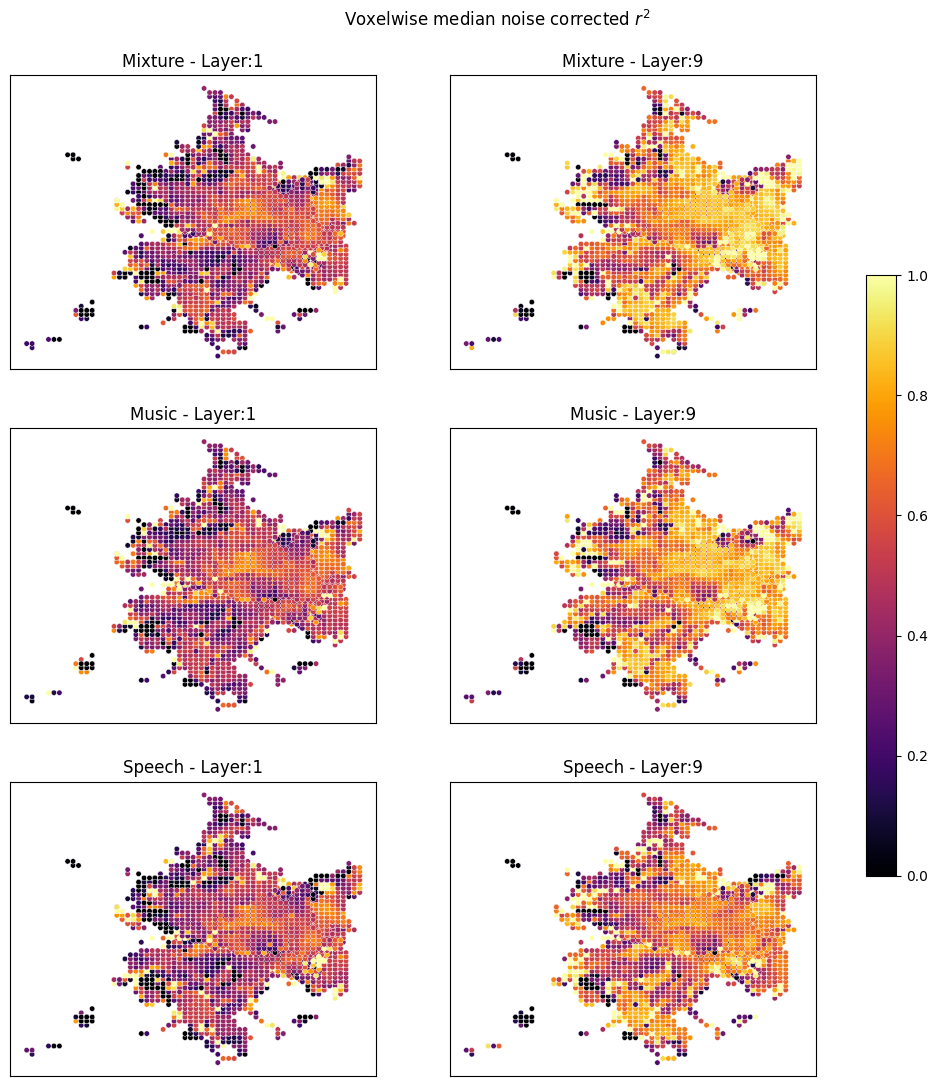 Voxelwise median noise corrected r²
Mixture - Layer:1
Mixture - Layer:9
Music - Layer:1
Music - Layer:9
Speech - Layer:1
Speech - Layer:9
1.0
0.8
0.6
0.4
0.2
0.0